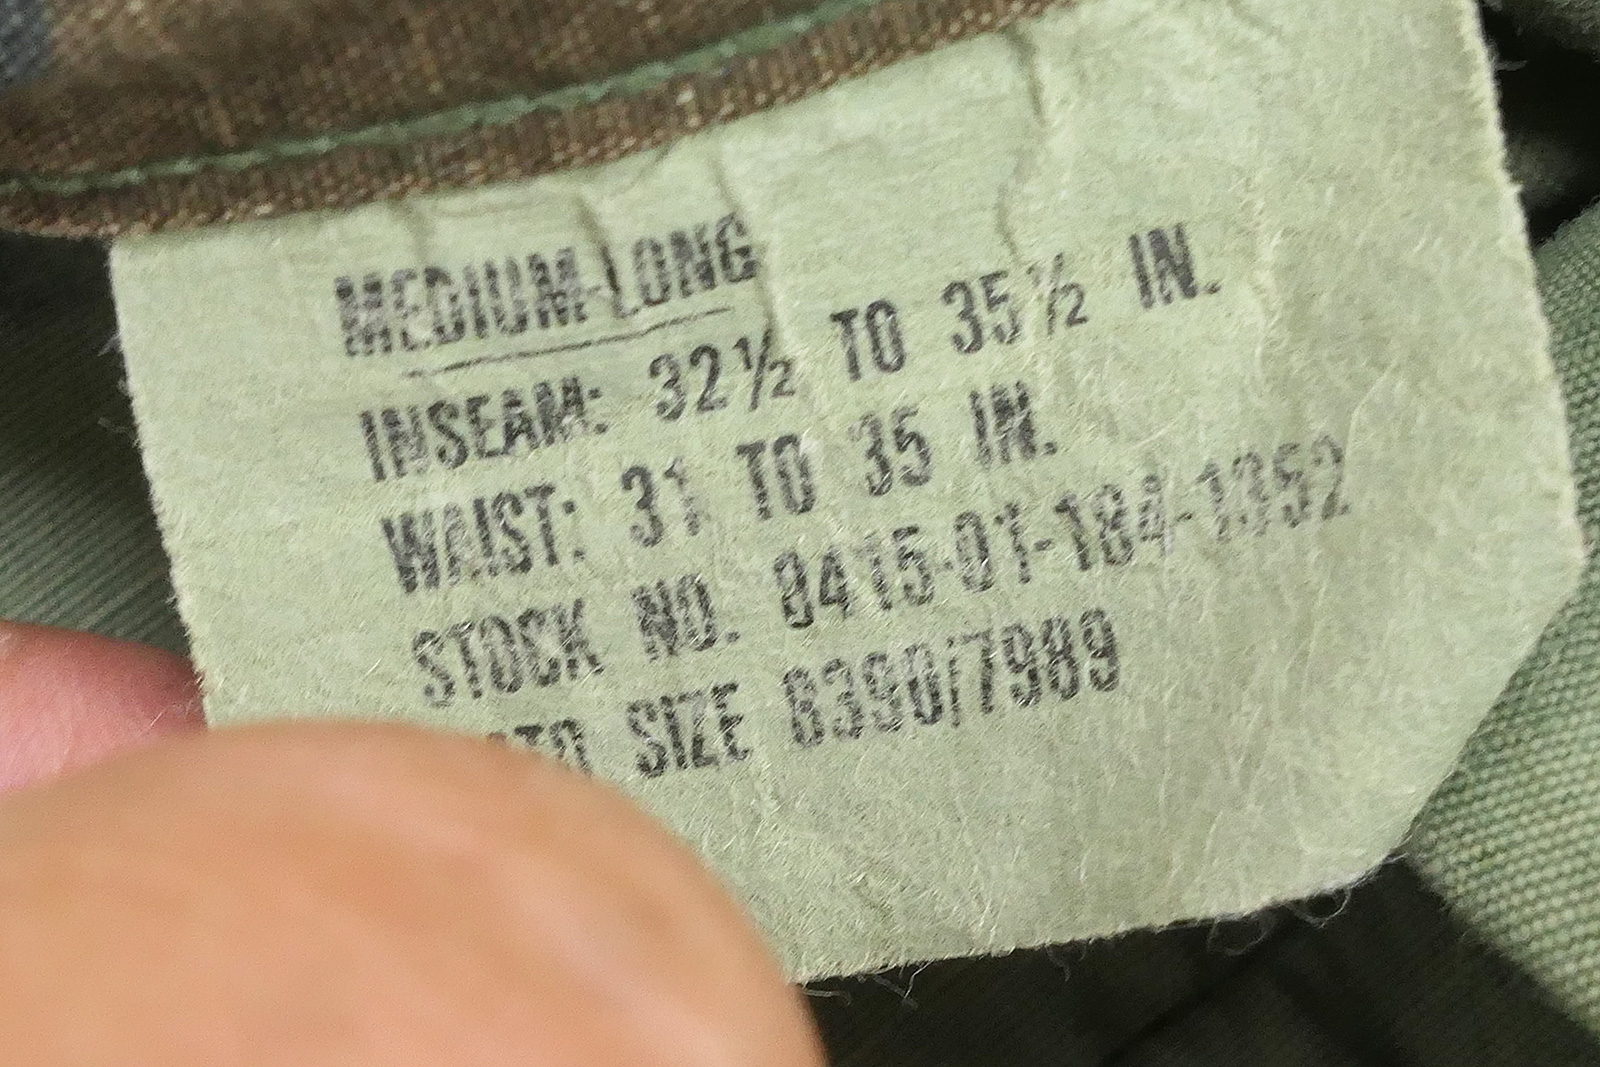 MEDIUM-LONG
INSEAM: 32½ TO 35½ IN.
WAIST: 31 TO 35 IN.
STOCK NO. 8415-01-184-1352
SIZE 8390/7989